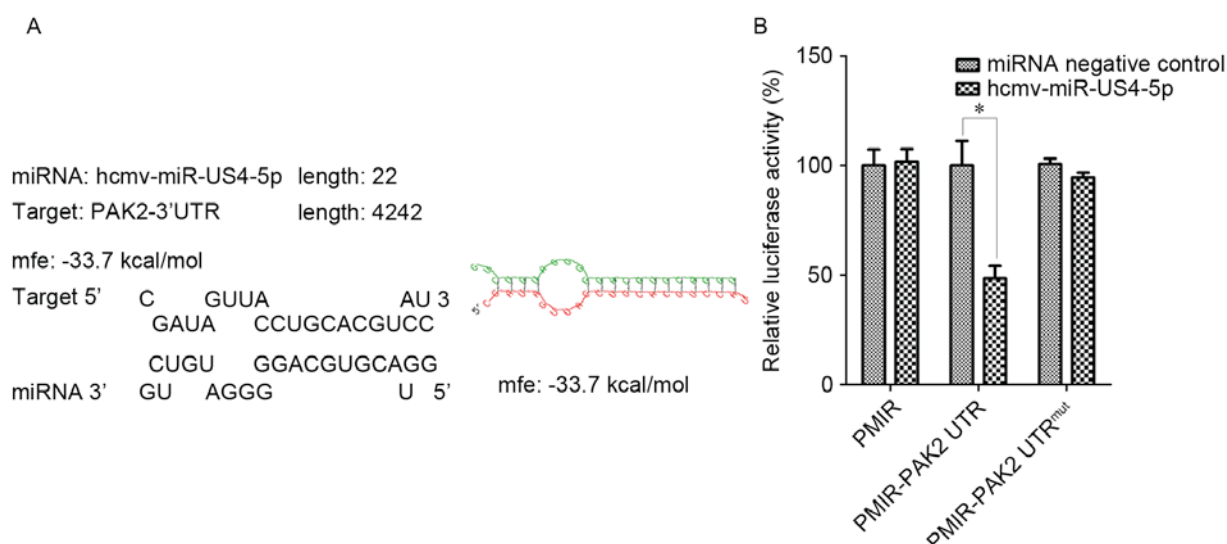 A
miRNA: hcmv-miR-US4-5p length: 22
Target: PAK2-3’UTR length: 4242
mfe: -33.7 kcal/mol
Target 5’ C GUUA AU 3
GAUA CCUGCACGUCC
CUGU GGACGUGCAGG
miRNA 3’ GU AGGG U 5’
5'
mfe: -33.7 kcal/mol
B
Relative luciferase activity (%)
150
100
50
0
miRNA negative control
hcmv-miR-US4-5p
*
PMIR
PMIR-PAK2 UTR
PMIR-PAK2 UTRmut